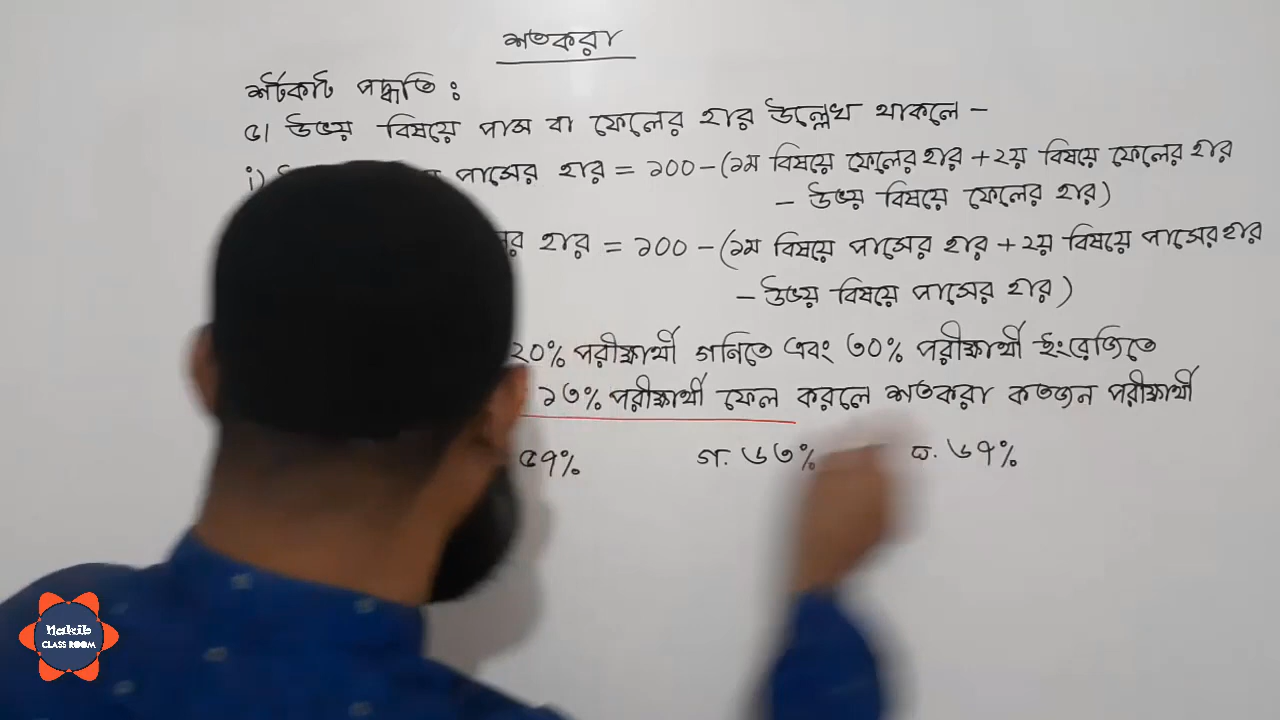 শতকরা
শর্টকাট পদ্ধতি :
৫। উভয় বিষয়ে পাস বা ফেলের হার উল্লেখ থাকলে -
i) পাসের হার = ১০০ - (১ম বিষয়ে ফেলের হার + ২য় বিষয়ে ফেলের হার
- উভয় বিষয়ে ফেলের হার)
হার = ১০০ - (১ম বিষয়ে পাসের হার + ২য় বিষয়ে পাসের হার
- উভয় বিষয়ে পাসের হার)
২০% পরীক্ষার্থী গনিতে এবং ৩০% পরীক্ষার্থী ইংরেজিতে
১৩% পরীক্ষার্থী ফেল করলে শতকরা কতজন পরীক্ষার্থী
৫৭% গ. ৬৩% ঘ. ৬৭%
Makib
CLASS ROOM